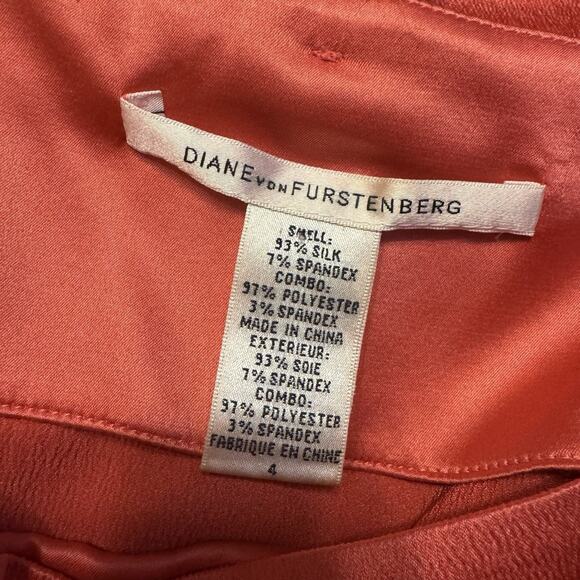 DIANE VON FURSTENBERG
SHELL:
93% SILK
7% SPANDEX
COMBO:
97% POLYESTER
3% SPANDEX
MADE IN CHINA
EXTERIEUR:
93% SOIE
7% SPANDEX
COMBO:
97% POLYESTER
3% SPANDEX
FABRIQUE EN CHINE
4